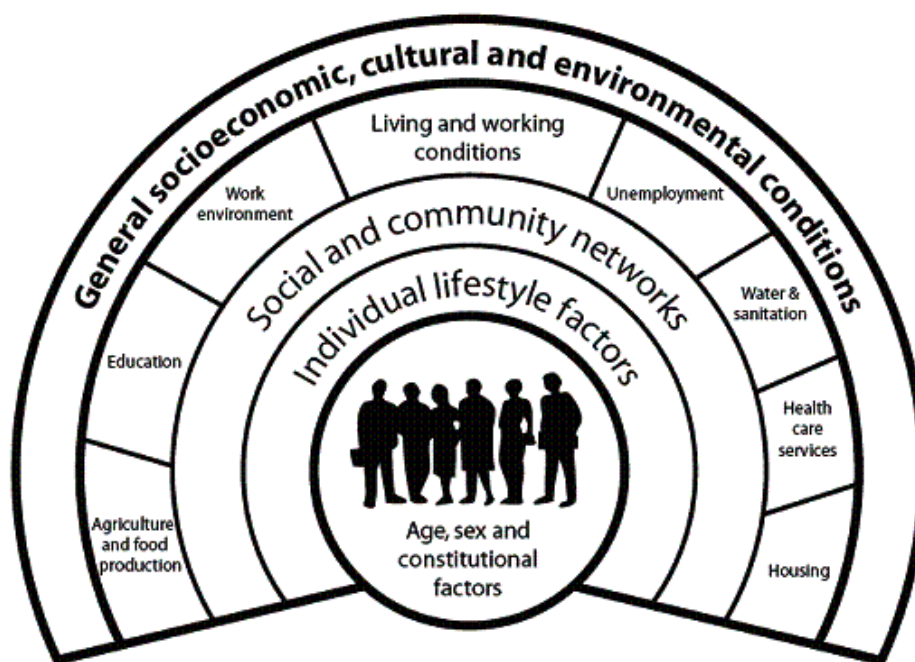 General socioeconomic, cultural and environmental conditions
Living and working
conditions
Work
environment
Unemployment
Social and community networks
Water &
sanitation
Individual lifestyle factors
Education
Health
care
services
Agriculture
and food
production
Age, sex and
constitutional
factors
Housing